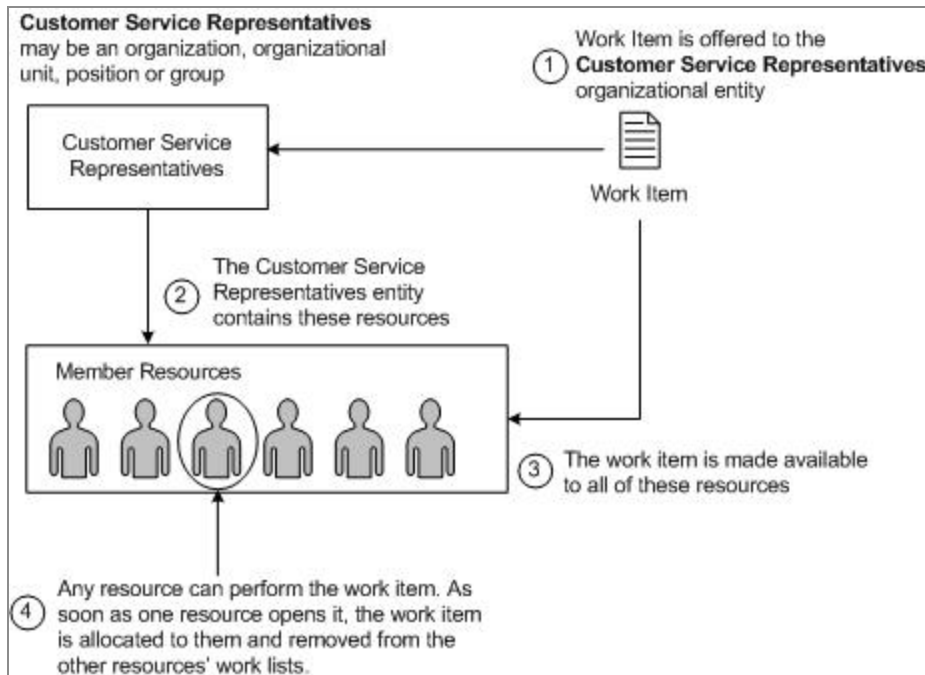 Customer Service Representatives
may be an organization, organizational
unit, position or group
Work Item is offered to the
1
Customer Service Representatives
organizational entity
Customer Service
Representatives
Work Item
The Customer Service
2
Representatives entity
contains these resources
Member Resources
3
The work item is made available
to all of these resources
Any resource can perform the work item. As
4
soon as one resource opens it, the work item
is allocated to them and removed from the
other resources' work lists.